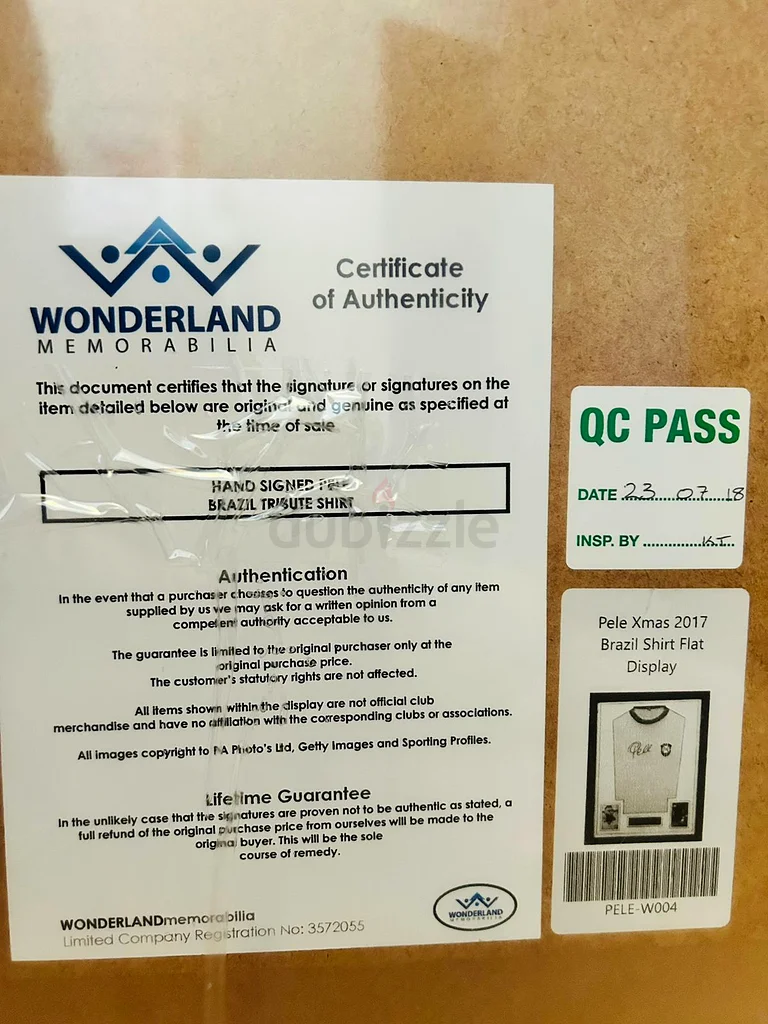 WONDERLAND
MEMORABILIA
Certificate
of Authenticity
This document certifies that the signature or signatures on the
item detailed below are original and genuine as specified at
the time of sale
HAND SIGNED PELE
BRAZIL TRIBUTE SHIRT
dubizzle
Authentication
In the event that a purchaser chooses to question the authenticity of any item
supplied by us we may ask for a written opinion from a
competent authority acceptable to us.
The guarantee is limited to the original purchaser only at the
original purchase price.
The customer's statutory rights are not affected.
All items shown within the display are not official club
merchandise and have no affiliation with the corresponding clubs or associations.
All images copyright to PA Photo's Ltd, Getty Images and Sporting Profiles.
Lifetime Guarantee
In the unlikely case that the signatures are proven not to be authentic as stated, a
full refund of the original purchase price from ourselves will be made to the
original buyer. This will be the sole
course of remedy.
WONDERLANDmemorabilia
Limited Company Registration No: 3572055
WONDERLAND
MEMORABILIA
QC PASS
DATE 23 07 18
INSP. BY ..............K.I.
Pele Xmas 2017
Brazil Shirt Flat
Display
Pele
PELE-W004